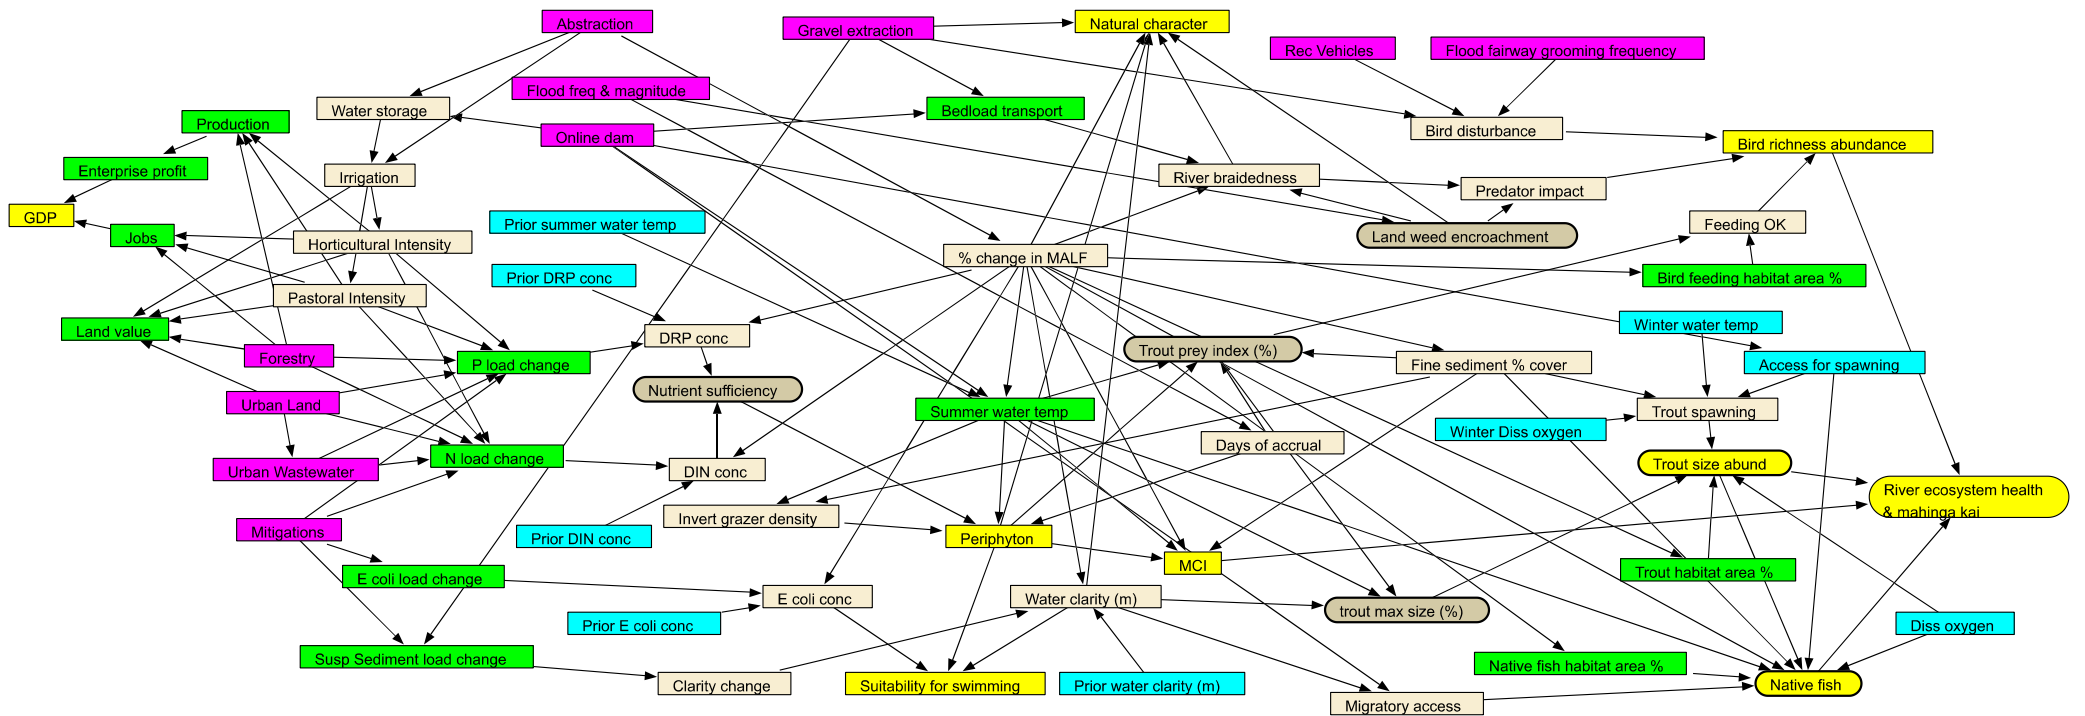 Abstraction
Gravel extraction
Natural character
Rec Vehicles
Flood fairway grooming frequency
Flood freq & magnitude
Water storage
Bedload transport
Production
Online dam
Bird disturbance
Bird richness abundance
Enterprise profit
Irrigation
River braidedness
Predator impact
GDP
Prior summer water temp
Feeding OK
Jobs
Horticultural Intensity
Land weed encroachment
% change in MALF
Prior DRP conc
Bird feeding habitat area %
Pastoral Intensity
Land value
DRP conc
Winter water temp
Forestry
P load change
Trout prey index (%)
Fine sediment % cover
Access for spawning
Nutrient sufficiency
Urban Land
Summer water temp
Trout spawning
Winter Diss oxygen
Days of accrual
Urban Wastewater
N load change
DIN conc
Trout size abund
River ecosystem health
& mahinga kai
Invert grazer density
Mitigations
Prior DIN conc
Periphyton
MCI
Trout habitat area %
E coli load change
E coli conc
Water clarity (m)
trout max size (%)
Prior E coli conc
Diss oxygen
Susp Sediment load change
Native fish habitat area %
Clarity change
Suitability for swimming
Prior water clarity (m)
Native fish
Migratory access